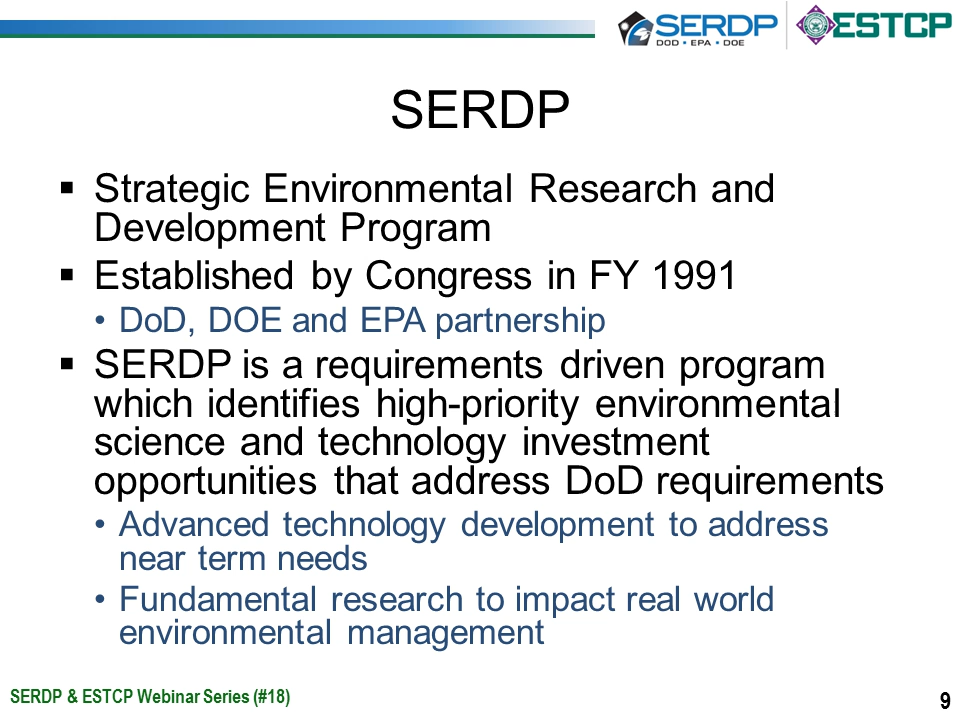 SERDP
DOD • EPA • DOE
ESTCP
SERDP
▪ Strategic Environmental Research and
Development Program
▪ Established by Congress in FY 1991
• DoD, DOE and EPA partnership
▪ SERDP is a requirements driven program
which identifies high-priority environmental
science and technology investment
opportunities that address DoD requirements
• Advanced technology development to address
near term needs
• Fundamental research to impact real world
environmental management
SERDP & ESTCP Webinar Series (#18)
9